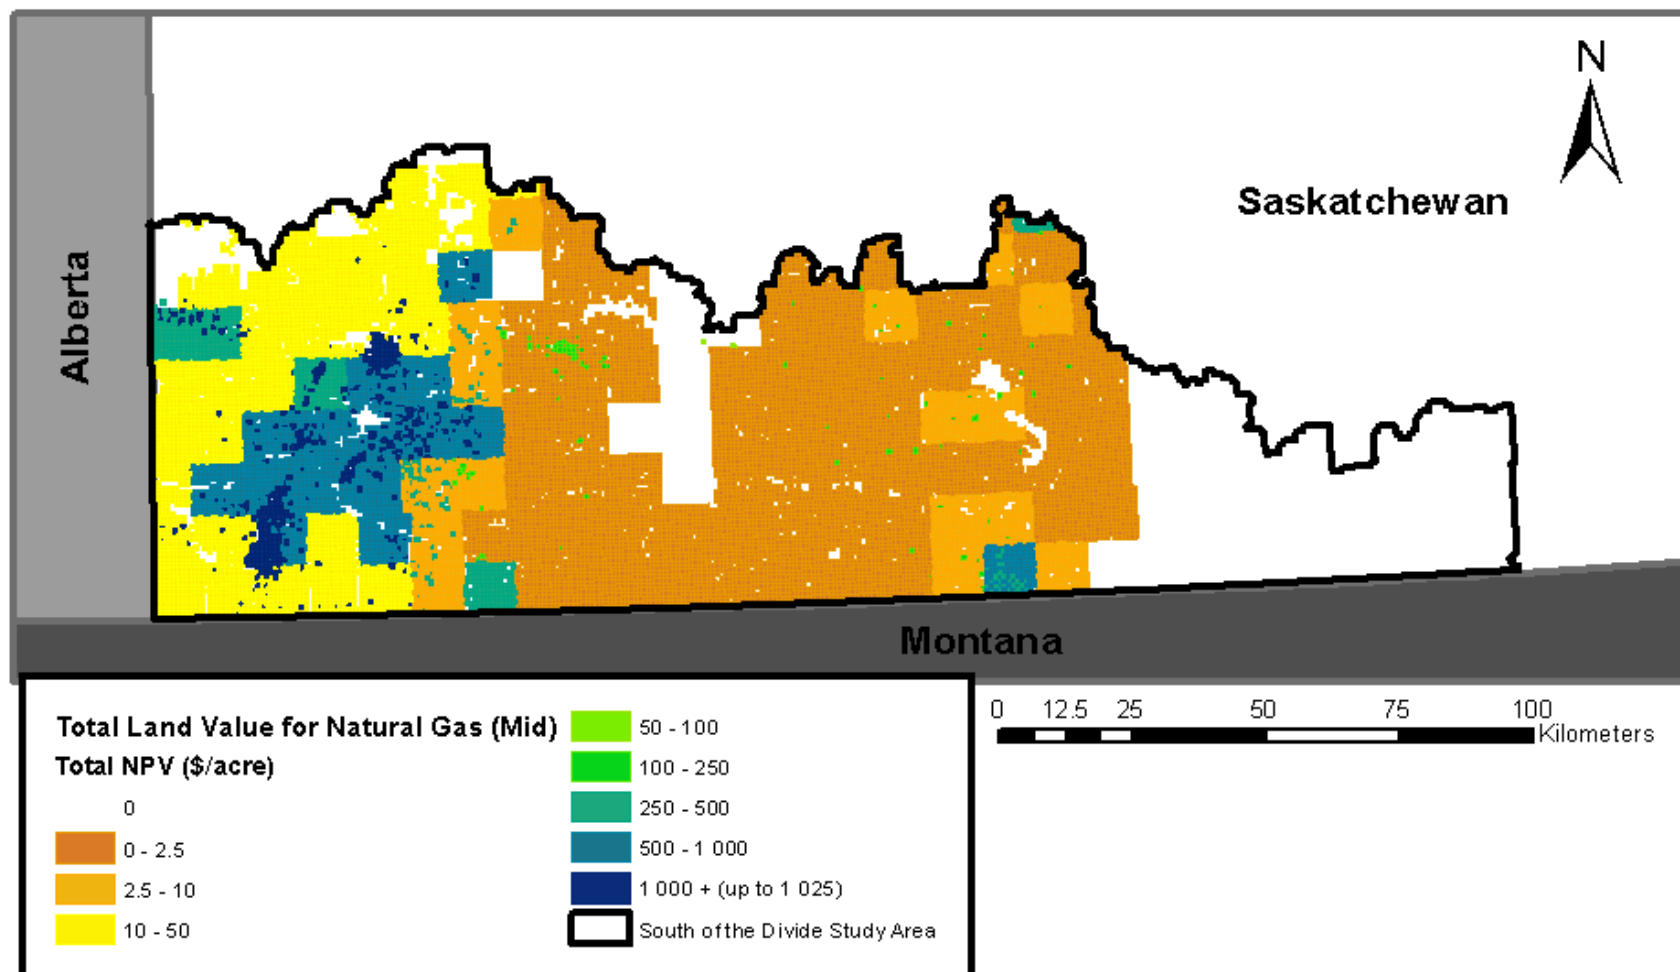 N
Saskatchewan
Alberta
Montana
Total Land Value for Natural Gas (Mid)
Total NPV ($/acre)
0
0 - 2.5
2.5 - 10
10 - 50
50 - 100
100 - 250
250 - 500
500 - 1 000
1 000 + (up to 1 025)
South of the Divide Study Area
0 12.5 25 50 75 100
Kilometers